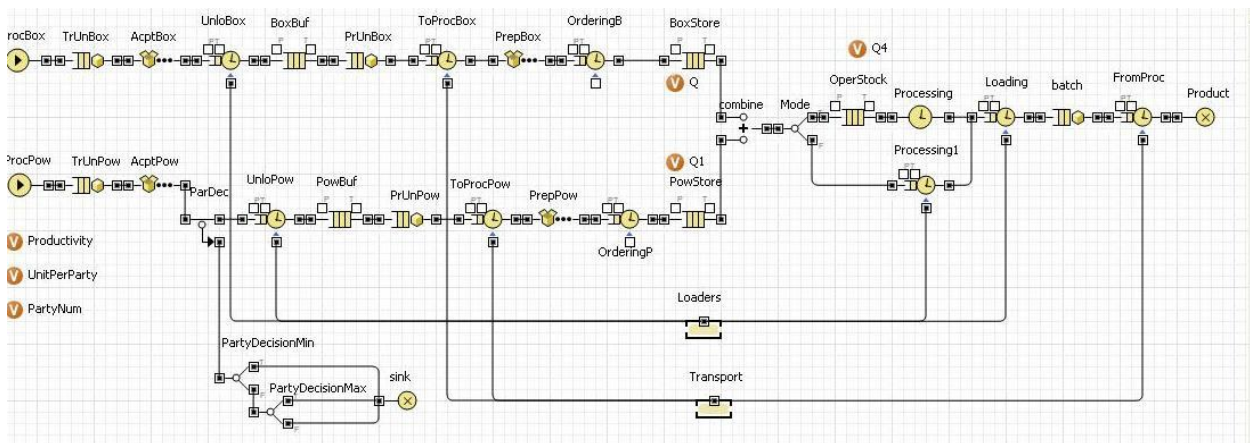 UnloBox BoxBuf ToProcBox OrderingB BoxStore
rocBox TrUnBox AcptBox PrUnBox PrepBox
Q4
Q
OperStock Processing Loading batch FromProc Product
combine Mode
Processing1
ProcPow TrUnPow AcptPow
Q1
ParDec UnloPow PowBuf PrUnPow ToProcPow PrepPow PowStore
OrderingP
Productivity
UnitPerParty
PartyNum
Loaders
PartyDecisionMin
PartyDecisionMax sink
Transport